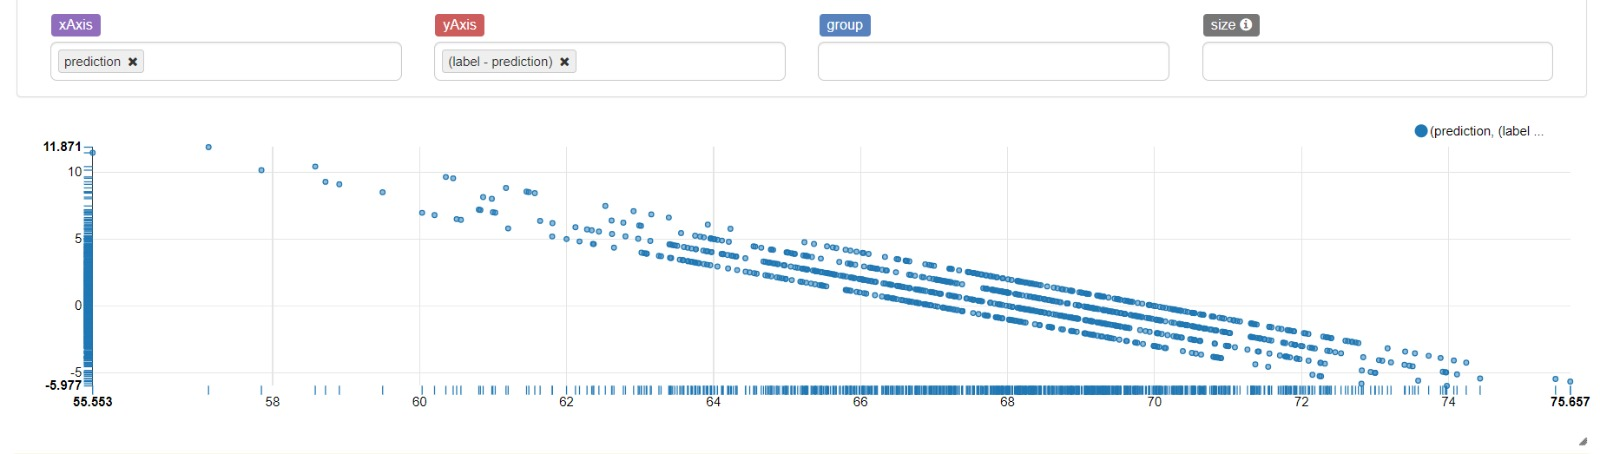 xAxis yAxis group size
prediction ✖ (label - prediction) ✖
(prediction, (label ...
11.871
10
5
0
-5
-5.977
55.553 58 60 62 64 66 68 70 72 74 75.657